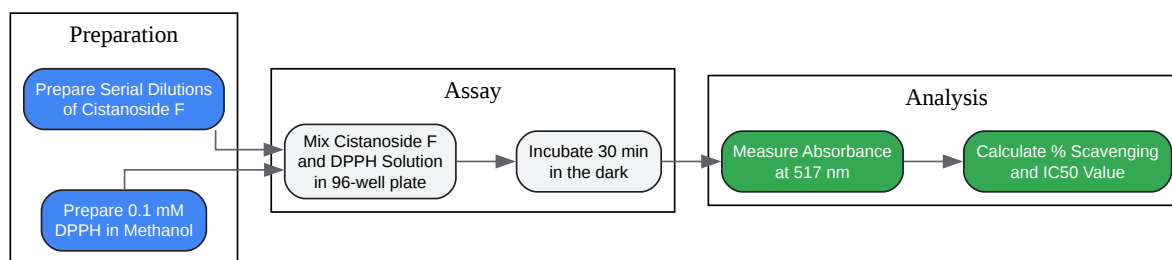 Preparation
Prepare Serial Dilutions
of Cistanoside F
Prepare 0.1 mM
DPPH in Methanol
Assay
Mix Cistanoside F
and DPPH Solution
in 96-well plate
Incubate 30 min
in the dark
Analysis
Measure Absorbance
at 517 nm
Calculate % Scavenging
and IC50 Value